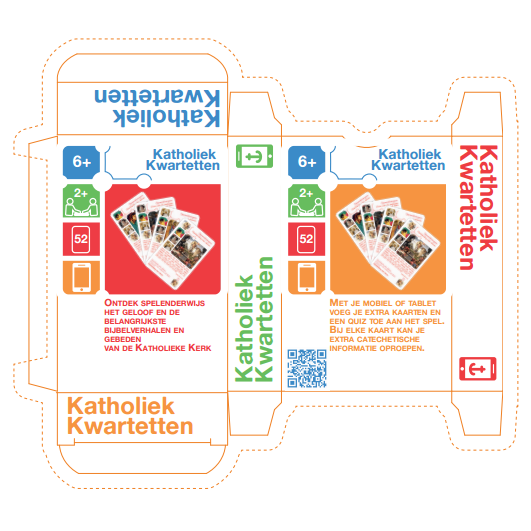 Katholiek
Kwartetten
6+
Katholiek
Kwartetten
2+
52
ONTDEK SPELENDERWIJS
HET GELOOF EN DE
BELANGRIJKSTE
BIJBELVERHALEN EN
GEBEDEN
VAN DE KATHOLIEKE KERK
Katholiek
Kwartetten
Katholiek
Kwartetten
6+
Katholiek
Kwartetten
2+
52
MET JE MOBIEL OF TABLET
VOEG JE EXTRA KAARTEN EN
EEN QUIZ TOE AAN HET SPEL.
BIJ ELKE KAART KAN JE
EXTRA CATECHETISCHE
INFORMATIE OPROEPEN.
Katholiek
Kwartetten